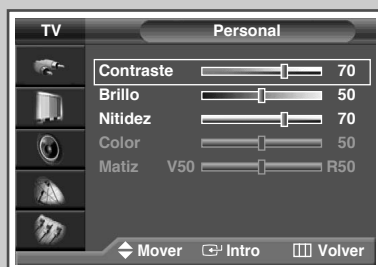 TV Personal
Contraste 70
Brillo 50
Nitidez 70
Color 50
Matiz V50 R50
Mover Intro Volver